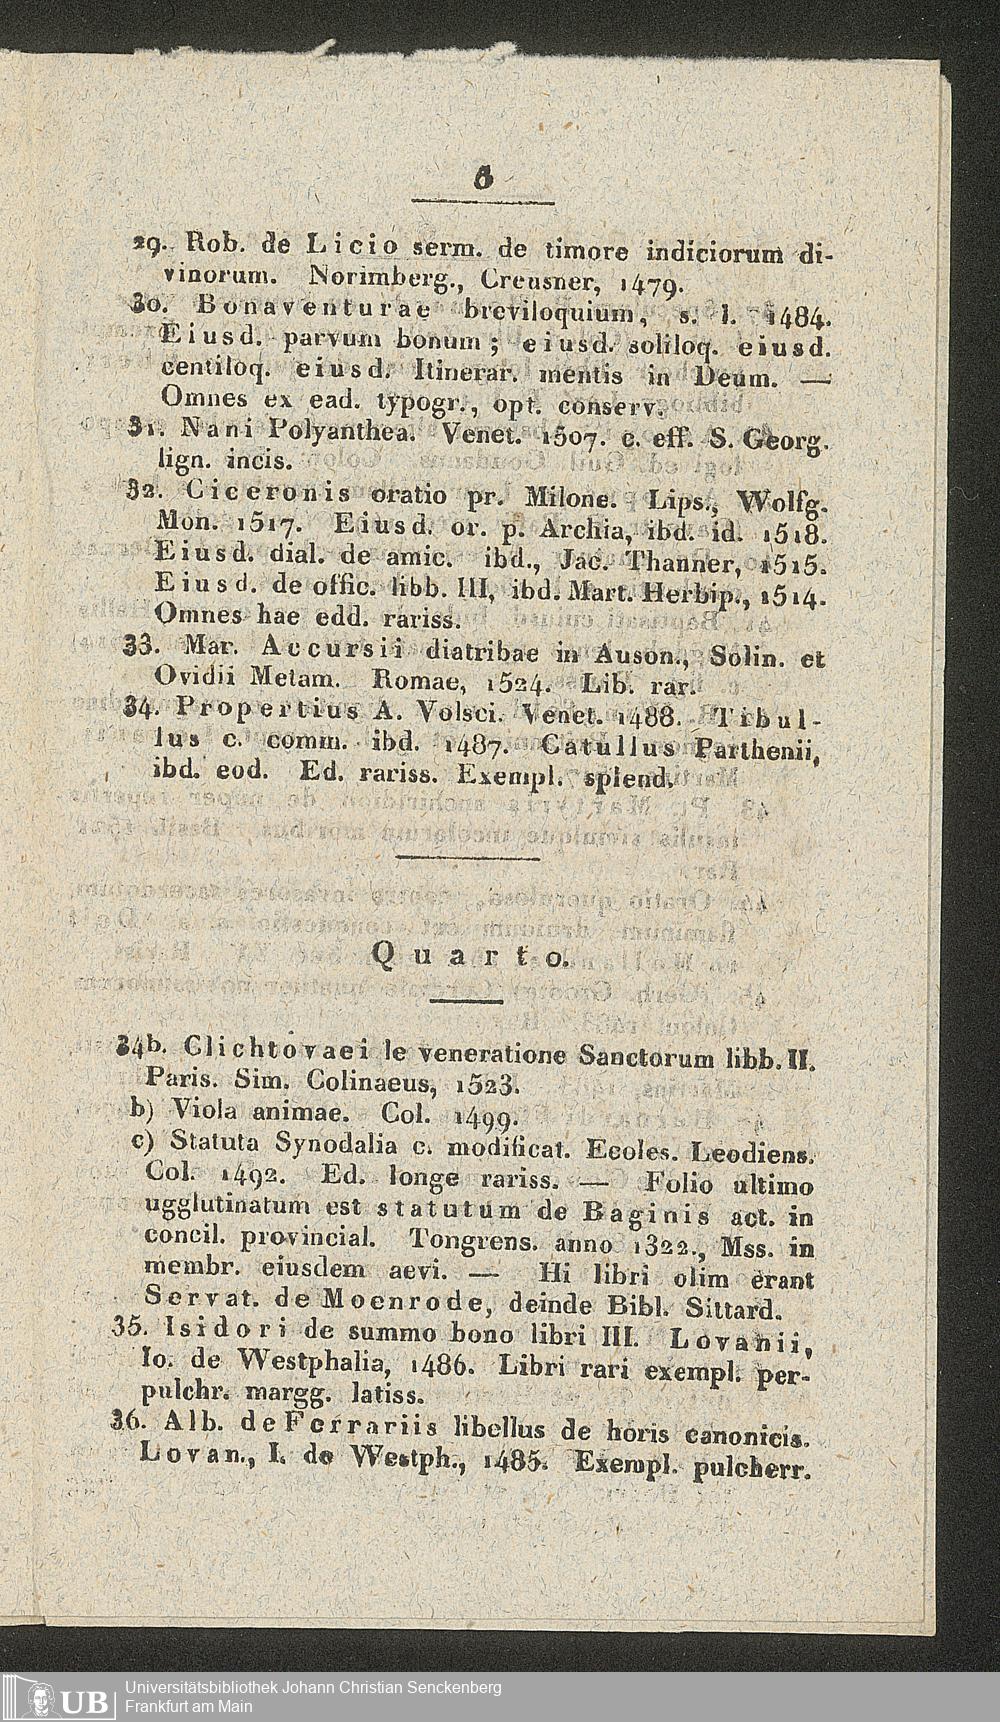 29. Rob. de Licio serm. de timore indiciorum di-
vinorum. Norimberg., Creusner, 1479.
30. Bonaventurae breviloquium, s. l. 1484.
Eiusd. parvum bonum; eiusd. soliloq. eiusd.
centiloq. eiusd. Itinerar. mentis in Deum. —
Omnes ex ead. typogr., opt. conserv.
31. Nani Polyanthea. Venet. 1507. c. eff. S. Georg.
lign. incis.
32. Ciceronis oratio pr. Milone. Lips., Wolfg.
Mon. 1517. Eiusd. or. p. Archia, ibd. id. 1518.
Eiusd. dial. de amic. ibd., Jac. Thanner, 1515.
Eiusd. de offic. libb. III, ibd. Mart. Herbip., 1514.
Omnes hae edd. rariss.
33. Mar. Accursii diatribae in Auson., Solin. et
Ovidii Metam. Romae, 1524. Lib. rar.
34. Propertius A. Volsci. Venet. 1488. Tibul-
lus c. comm. ibd. 1487. Catullus Parthenii,
ibd. eod. Ed. rariss. Exempl. splend.
Quarto.
34b. Clichtovaei le veneratione Sanctorum libb. II.
Paris. Sim. Colinaeus, 1523.
b) Viola animae. Col. 1499.
c) Statuta Synodalia c. modificat. Ecoles. Leodiens.
Col. 1492. Ed. longe rariss. — Folio ultimo
ugglutinatum est statutum de Baginis act. in
concil. provincial. Tongrens. anno 1322., Mss. in
membr. eiusdem aevi. — Hi libri olim erant
Servat. de Moenrode, deinde Bibl. Sittard.
35. Isidori de summo bono libri III. Lovanii,
Io. de Westphalia, 1486. Libri rari exempl. per-
pulchr. margg. latiss.
36. Alb. de Ferrariis libellus de horis canonicis.
Lovan., I. de Westph., 1485. Exempl. pulcherr.
UB Universitätsbibliothek Johann Christian Senckenberg
Frankfurt am Main